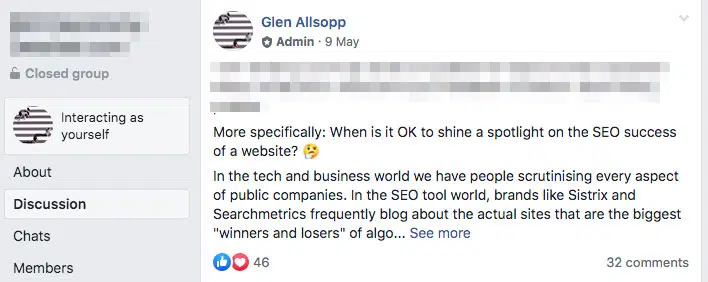 Closed group
Interacting as
yourself
About
Discussion
Chats
Members
Glen Allsopp
Admin · 9 May
More specifically: When is it OK to shine a spotlight on the SEO success
of a website? 🤔
In the tech and business world we have people scrutinising every aspect
of public companies. In the SEO tool world, brands like Sistrix and
Searchmetrics frequently blog about the actual sites that are the biggest
"winners and losers" of algo... See more
46
32 comments